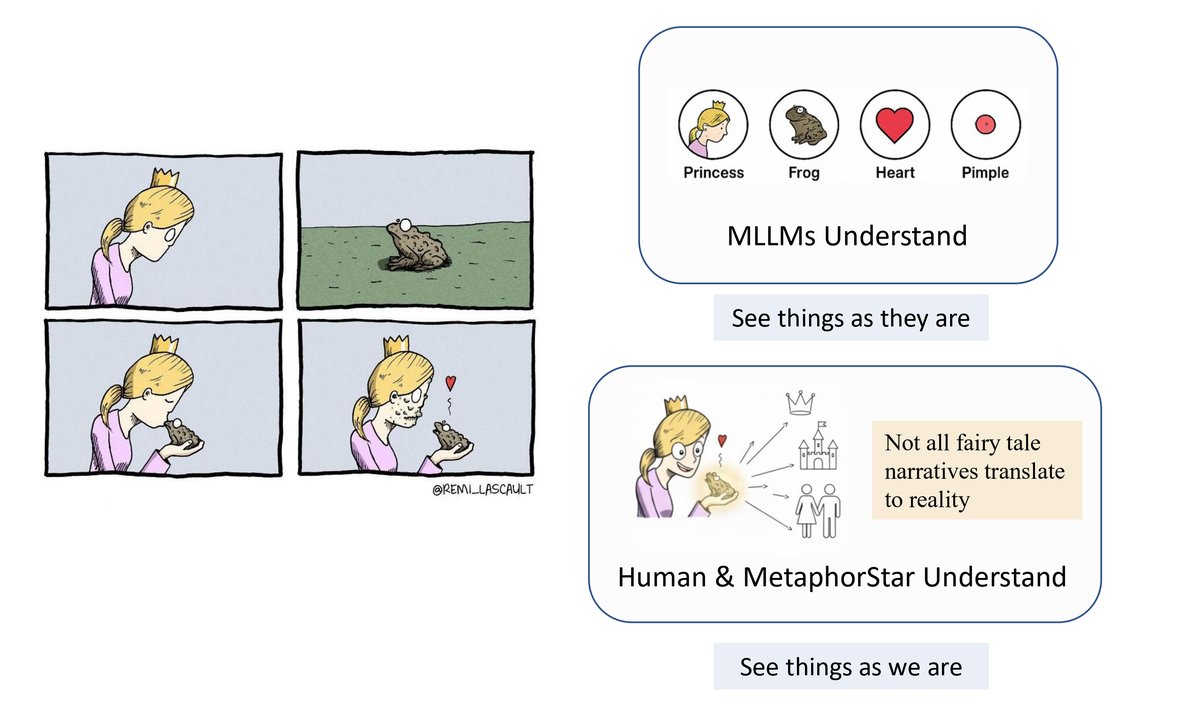 @REMI_LASCAULT
Princess
Frog
Heart
Pimple
MLLMs Understand
See things as they are
Not all fairy tale
narratives translate
to reality
Human & MetaphorStar Understand
See things as we are